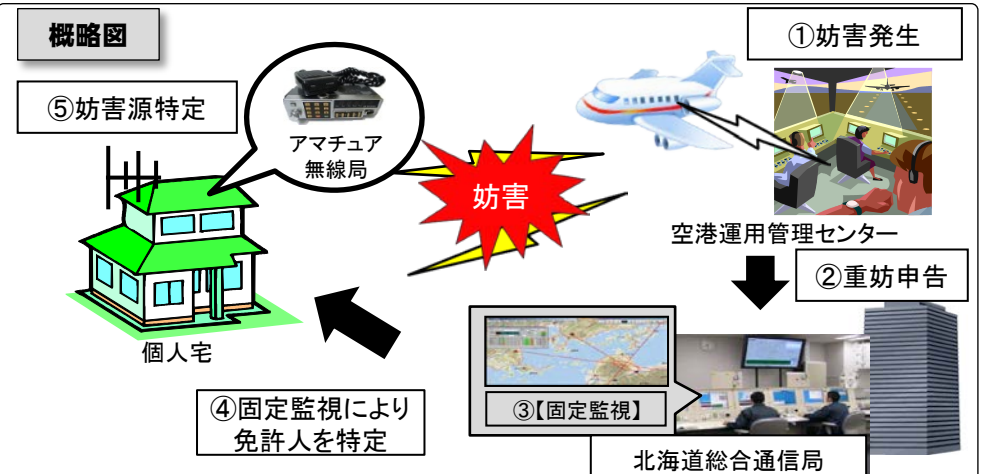 概略図
①妨害発生
⑤妨害源特定
アマチュア
無線局
妨害
空港運用管理センター
②重妨申告
個人宅
③【固定監視】
④固定監視により
免許人を特定
北海道総合通信局